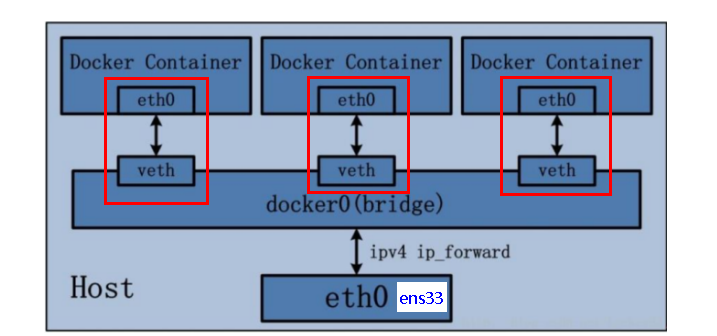 Docker Container Docker Container Docker Container
eth0 eth0 eth0
veth veth veth
docker0(bridge)
ipv4 ip_forward
Host
eth0 ens33